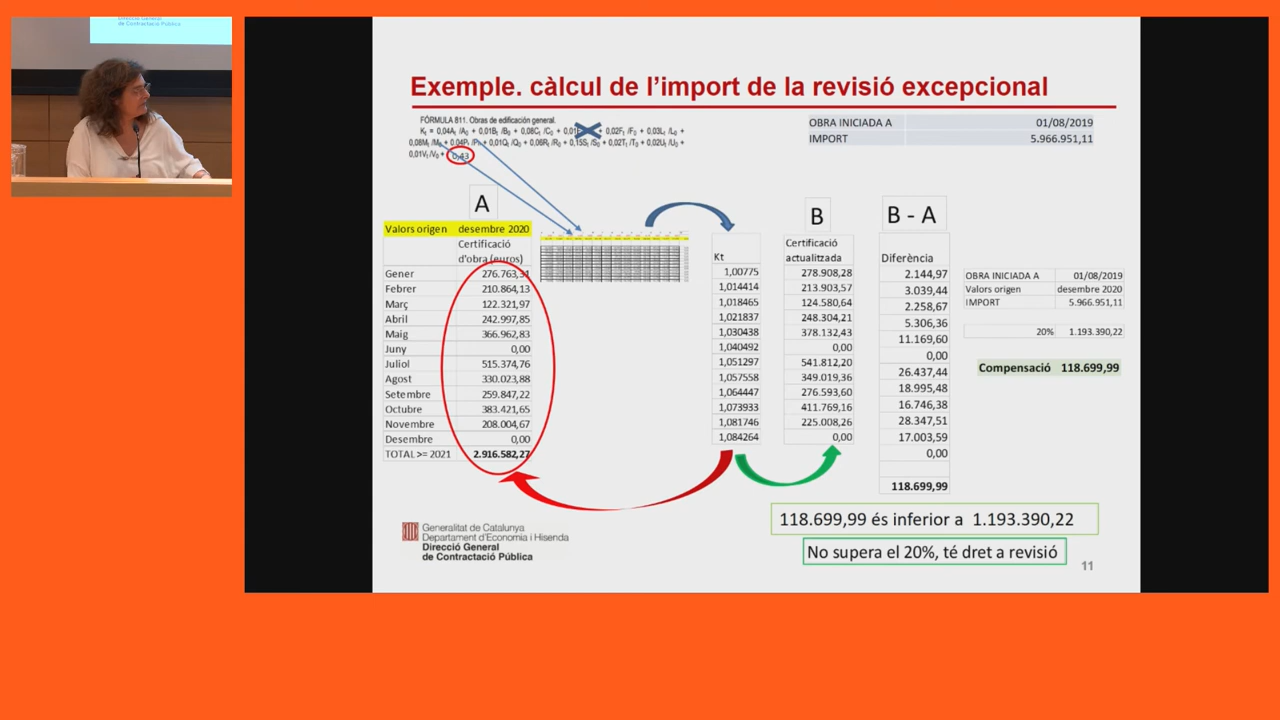 de Contractació Pública
Exemple. càlcul de l'import de la revisió excepcional
FÓRMULA 811. Obras de edificación general.
0,43
OBRA INICIADA A 01/08/2019
IMPORT 5.966.951,11
A
Valors origen desembre 2020
Certificació
d'obra (euros)
Gener 276.763,31
Febrer 210.864,13
Març 122.321,97
Abril 242.997,85
Maig 366.962,83
Juny 0,00
Juliol 515.374,76
Agost 330.023,88
Setembre 259.847,22
Octubre 383.421,65
Novembre 208.004,67
Desembre 0,00
TOTAL >= 2021 2.916.582,27
Kt
1,00775
1,014414
1,018465
1,021837
1,030438
1,040492
1,051297
1,057558
1,064447
1,073933
1,081746
1,084264
B
Certificació
actualitzada
278.908,28
213.903,57
124.580,64
248.304,21
378.132,43
0,00
541.812,20
349.019,36
276.593,60
411.769,16
225.008,26
0,00
B - A
Diferència
2.144,97
3.039,44
2.258,67
5.306,36
11.169,60
0,00
26.437,44
18.995,48
16.746,38
28.347,51
17.003,59
0,00
118.699,99
OBRA INICIADA A 01/08/2019
Valors origen desembre 2020
IMPORT 5.966.951,11
20% 1.193.390,22
Compensació 118.699,99
118.699,99 és inferior a 1.193.390,22
No supera el 20%, té dret a revisió
Generalitat de Catalunya
Departament d'Economia i Hisenda
Direcció General
de Contractació Pública
11